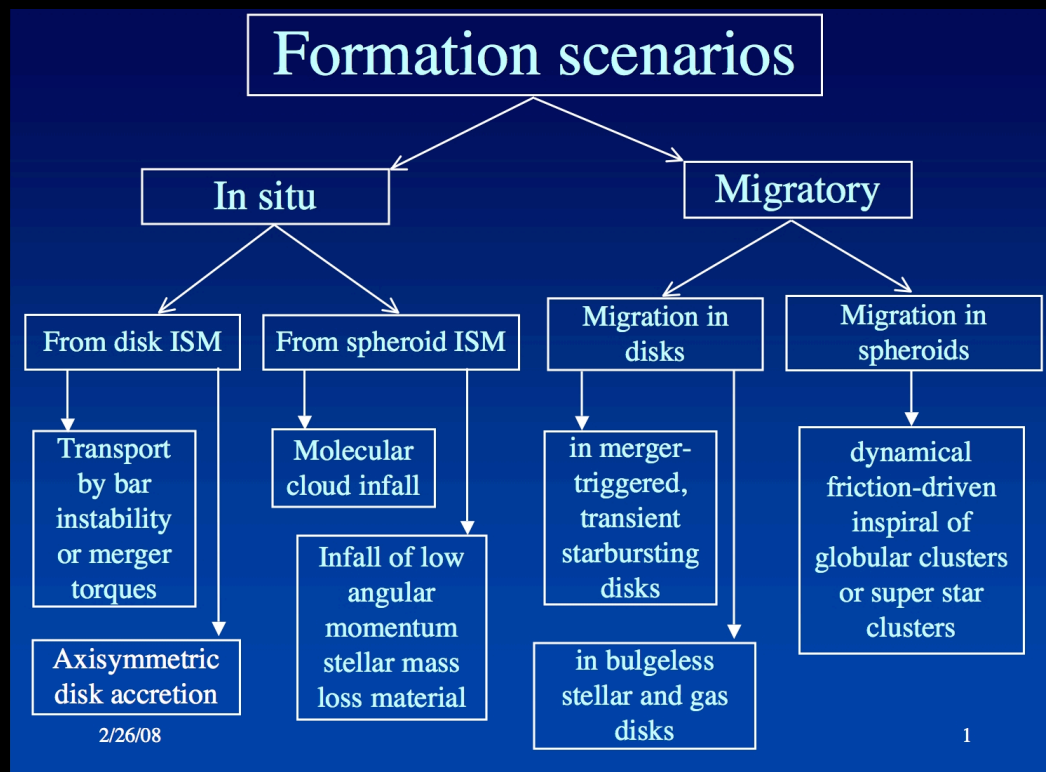 Formation scenarios
In situ
Migratory
From disk ISM
From spheroid ISM
Migration in
disks
Migration in
spheroids
Transport
by bar
instability
or merger
torques
Molecular
cloud infall
in merger-
triggered,
transient
starbursting
disks
dynamical
friction-driven
inspiral of
globular clusters
or super star
clusters
Axisymmetric
disk accretion
Infall of low
angular
momentum
stellar mass
loss material
in bulgeless
stellar and gas
disks
2/26/08
1